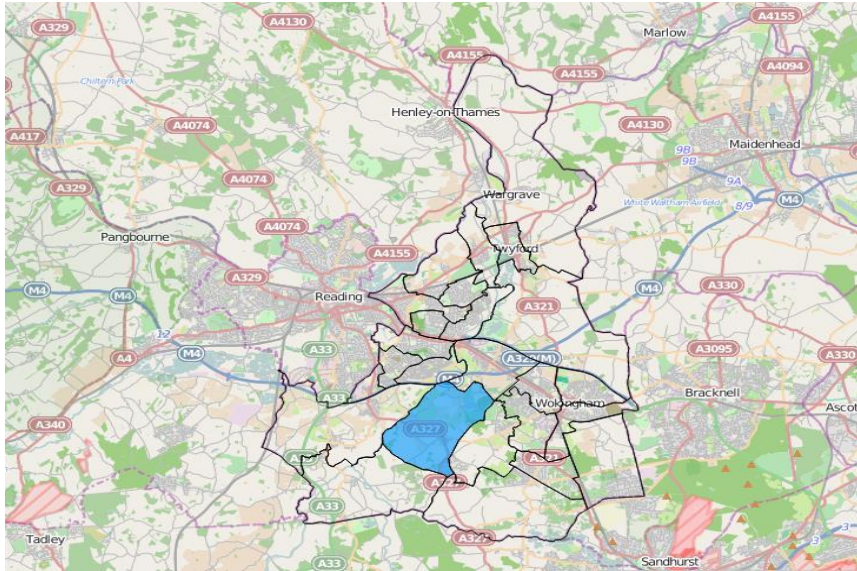 A329
A4130
A4155
Marlow
A4155
A4155
A4094
Chiltern Park
Henley-on-Thames
A4130
A417
A4074
9B
Maidenhead
9B
A329
A4074
9A
Wargrave
8/9
M4
White Waltham Airfield
Pangbourne
A4074
A4155
Twyford
A329
M4
M4
Reading
A321
M4
A330
12
M4
A33
A4
A329(M)
A3095
A330
M4
A33
Wokingham
Bracknell
Ascot
A340
A327
A321
A33
Tadley
A33
A327
Sandhurst
3
3